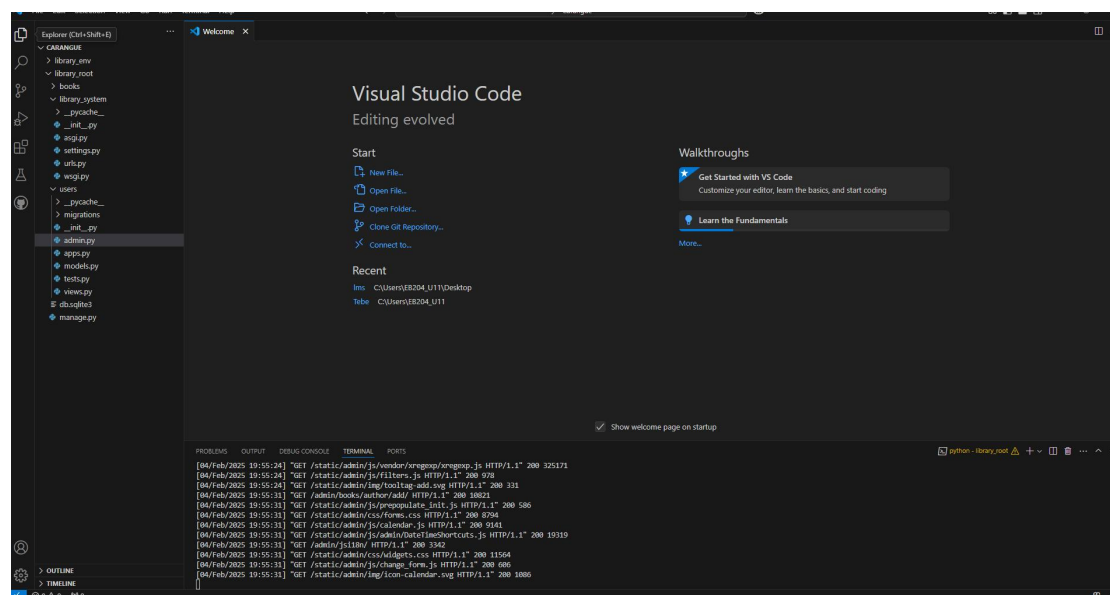 Explorer (Ctrl+Shift+E)
...
Welcome
CARANGUE
library_env
library_root
books
library_system
__pycache__
__init__.py
asgi.py
settings.py
urls.py
wsgi.py
users
__pycache__
migrations
__init__.py
admin.py
apps.py
models.py
tests.py
views.py
db.sqlite3
manage.py
OUTLINE
TIMELINE
Visual Studio Code
Editing evolved
Start
New File...
Open File...
Open Folder...
Clone Git Repository...
Connect to...
Recent
lms C:\Users\EB204_U11\Desktop
Tebe C:\Users\EB204_U11
Walkthroughs
Get Started with VS Code
Customize your editor, learn the basics, and start coding
Learn the Fundamentals
More...
Show welcome page on startup
PROBLEMS OUTPUT DEBUG CONSOLE TERMINAL PORTS
python - library_root
[04/Feb/2025 19:55:24] "GET /static/admin/js/vendor/xregexp/xregexp.js HTTP/1.1" 200 325171
[04/Feb/2025 19:55:24] "GET /static/admin/js/filters.js HTTP/1.1" 200 978
[04/Feb/2025 19:55:24] "GET /static/admin/img/tooltag-add.svg HTTP/1.1" 200 331
[04/Feb/2025 19:55:31] "GET /admin/books/author/add/ HTTP/1.1" 200 10821
[04/Feb/2025 19:55:31] "GET /static/admin/js/prepopulate_init.js HTTP/1.1" 200 586
[04/Feb/2025 19:55:31] "GET /static/admin/css/forms.css HTTP/1.1" 200 8794
[04/Feb/2025 19:55:31] "GET /static/admin/js/calendar.js HTTP/1.1" 200 9141
[04/Feb/2025 19:55:31] "GET /static/admin/js/admin/DateTimeShortcuts.js HTTP/1.1" 200 19319
[04/Feb/2025 19:55:31] "GET /admin/jsi18n/ HTTP/1.1" 200 3342
[04/Feb/2025 19:55:31] "GET /static/admin/css/widgets.css HTTP/1.1" 200 11564
[04/Feb/2025 19:55:31] "GET /static/admin/js/change_form.js HTTP/1.1" 200 606
[04/Feb/2025 19:55:31] "GET /static/admin/img/icon-calendar.svg HTTP/1.1" 200 1086